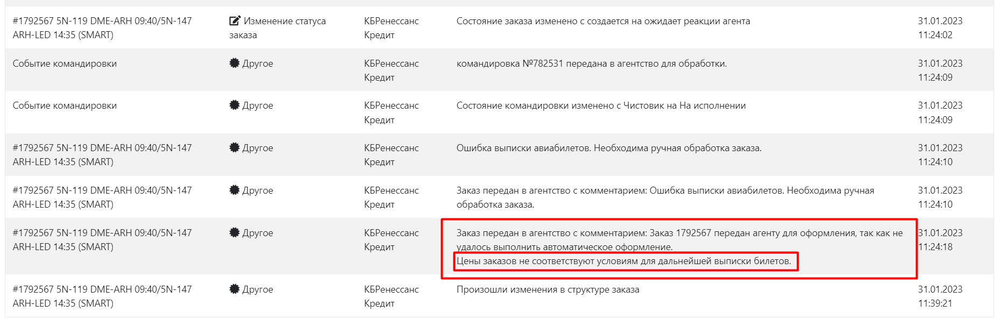 #1792567 5N-119 DME-ARH 09:40/5N-147
ARH-LED 14:35 (SMART)
Изменение статуса
заказа
КБРенессанс
Кредит
Состояние заказа изменено с создается на ожидает реакции агента
31.01.2023
11:24:02
Событие командировки
Другое
КБРенессанс
Кредит
командировка №782531 передана в агентство для обработки.
31.01.2023
11:24:09
Событие командировки
Другое
КБРенессанс
Кредит
Состояние командировки изменено с Чистовик на На исполнении
31.01.2023
11:24:09
#1792567 5N-119 DME-ARH 09:40/5N-147
ARH-LED 14:35 (SMART)
Другое
КБРенессанс
Кредит
Ошибка выписки авиабилетов. Необходима ручная обработка заказа.
31.01.2023
11:24:10
#1792567 5N-119 DME-ARH 09:40/5N-147
ARH-LED 14:35 (SMART)
Другое
КБРенессанс
Кредит
Заказ передан в агентство с комментарием: Ошибка выписки авиабилетов. Необходима ручная
обработка заказа.
31.01.2023
11:24:10
#1792567 5N-119 DME-ARH 09:40/5N-147
ARH-LED 14:35 (SMART)
Другое
КБРенессанс
Кредит
Заказ передан в агентство с комментарием: Заказ 1792567 передан агенту для оформления, так как не
удалось выполнить автоматическое оформление.
Цены заказов не соответствуют условиям для дальнейшей выписки билетов.
31.01.2023
11:24:18
#1792567 5N-119 DME-ARH 09:40/5N-147
ARH-LED 14:35 (SMART)
Другое
КБРенессанс
Кредит
Произошли изменения в структуре заказа
31.01.2023
11:39:21